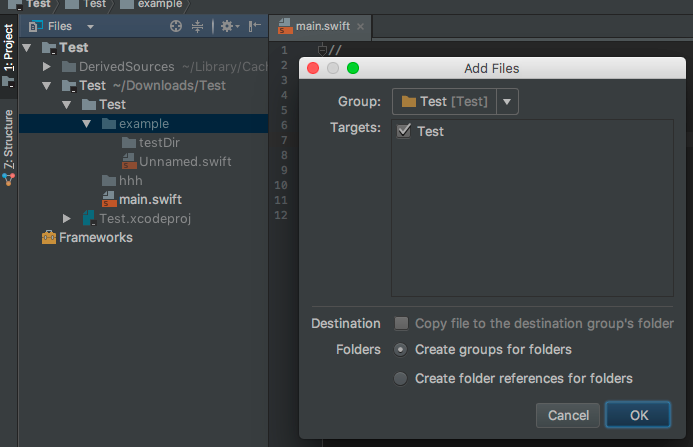 Test Test example
1: Project
Z: Structure
Files
Test
DerivedSources ~/Library/Cach
Test ~/Downloads/Test
Test
example
testDir
Unnamed.swift
hhh
main.swift
Test.xcodeproj
Frameworks
main.swift
1 //
2
3
4
5
6
7
8
9
10
11
12
Add Files
Group: Test [Test]
Targets: Test
Destination Copy file to the destination group's folder
Folders Create groups for folders
Create folder references for folders
Cancel OK